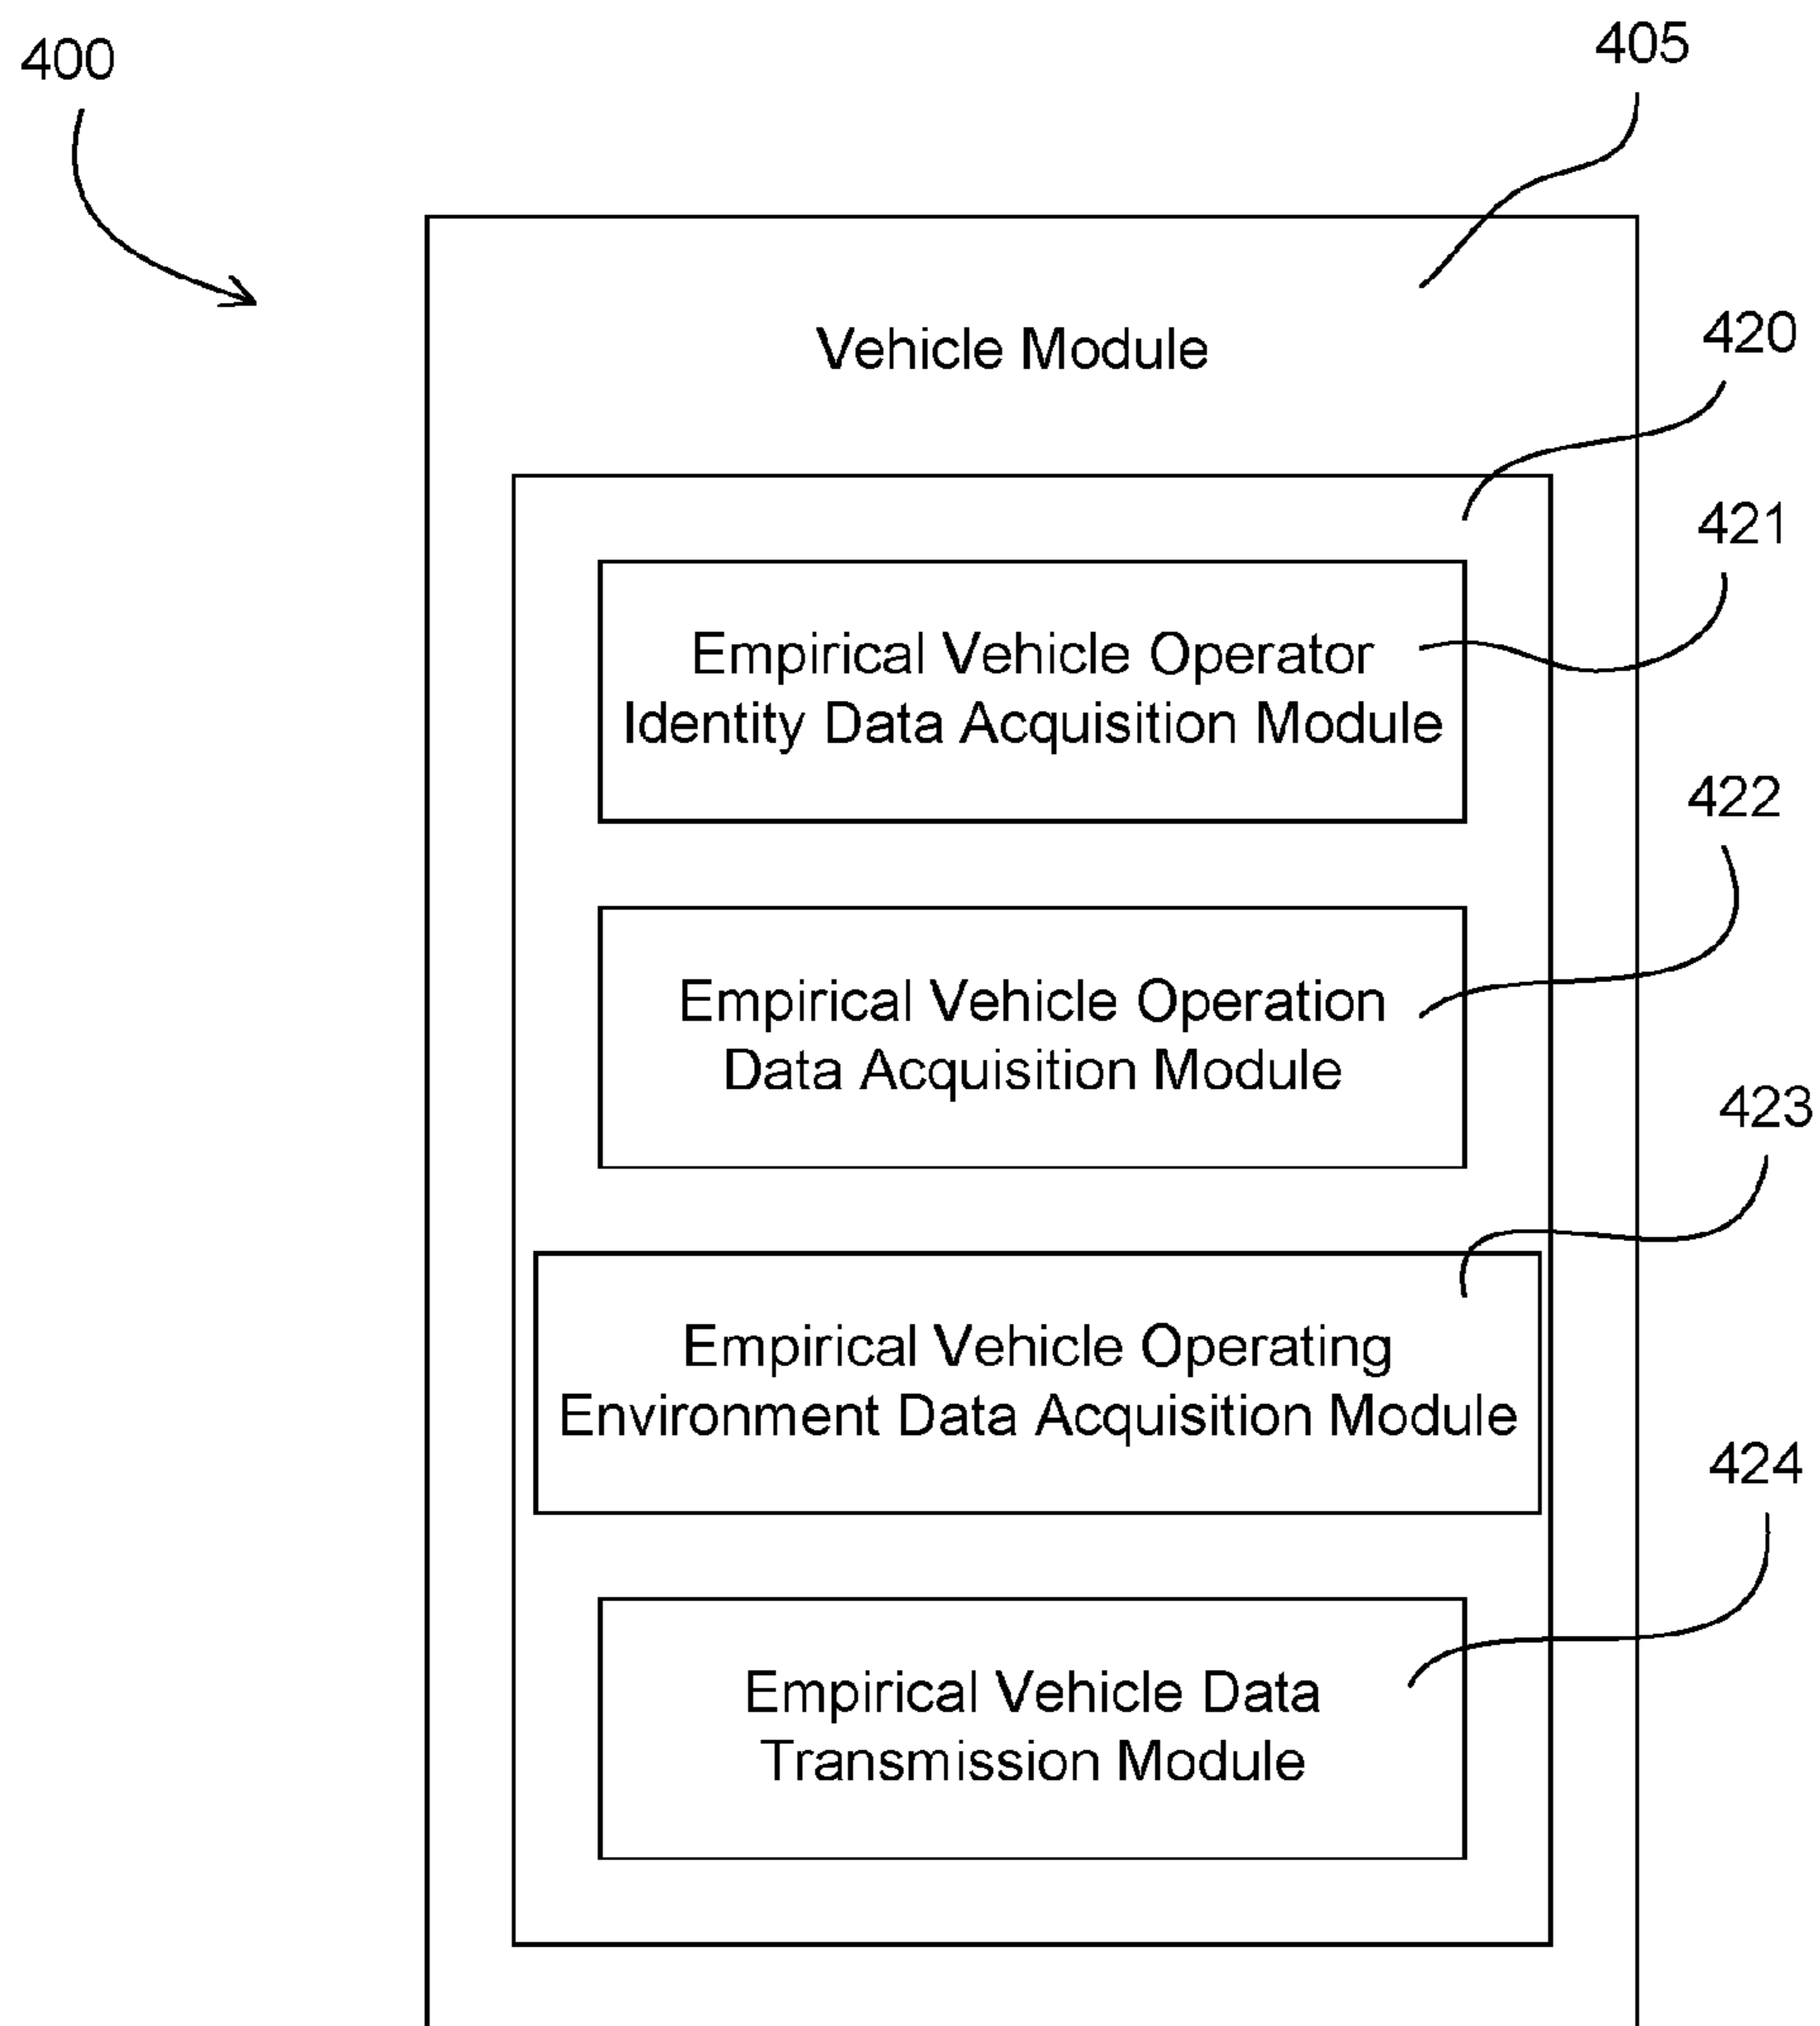 400
405
Vehicle Module
420
421
Empirical Vehicle Operator
Identity Data Acquisition Module
422
Empirical Vehicle Operation
Data Acquisition Module
423
Empirical Vehicle Operating
Environment Data Acquisition Module
424
Empirical Vehicle Data
Transmission Module